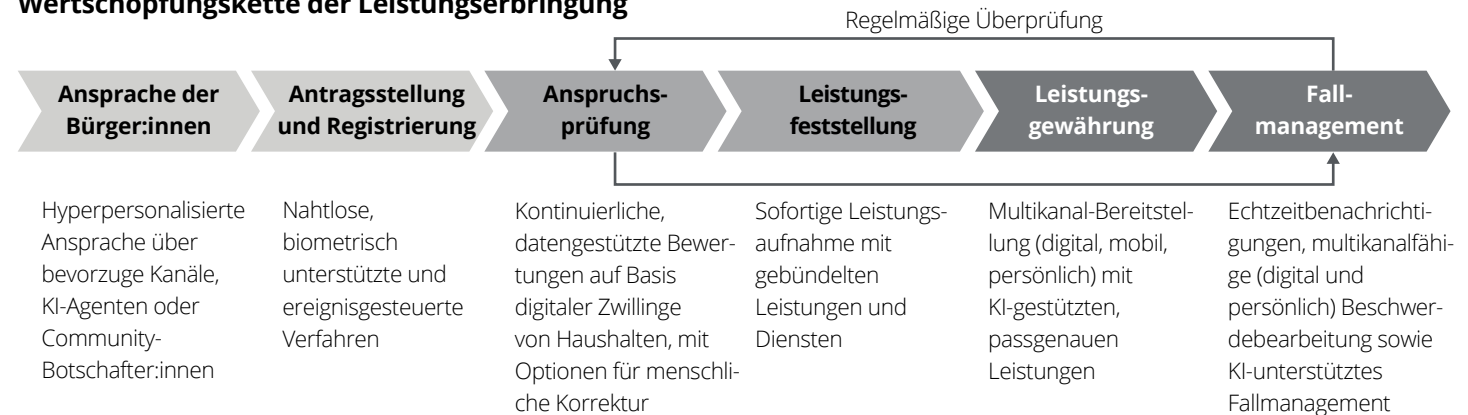 Wertschöpfungskette der Leistungserbringung
Regelmäßige Überprüfung
Ansprache der
Bürger:innen
Antragsstellung
und Registrierung
Anspruchs-
prüfung
Leistungs-
feststellung
Leistungs-
gewährung
Fall-
management
Hyperpersonalisierte
Ansprache über
bevorzuge Kanäle,
KI-Agenten oder
Community-
Botschafter:innen
Nahtlose,
biometrisch
unterstützte und
ereignisgesteuerte
Verfahren
Kontinuierliche,
datengestützte Bewer-
tungen auf Basis
digitaler Zwillinge
von Haushalten, mit
Optionen für menschli-
che Korrektur
Sofortige Leistungs-
aufnahme mit
gebündelten
Leistungen und
Diensten
Multikanal-Bereitstel-
lung (digital, mobil,
persönlich) mit
KI-gestützten,
passgenauen
Leistungen
Echtzeitbenachrichti-
gungen, multikanalfähi-
ge (digital und
persönlich) Beschwer-
debearbeitung sowie
KI-unterstütztes
Fallmanagement